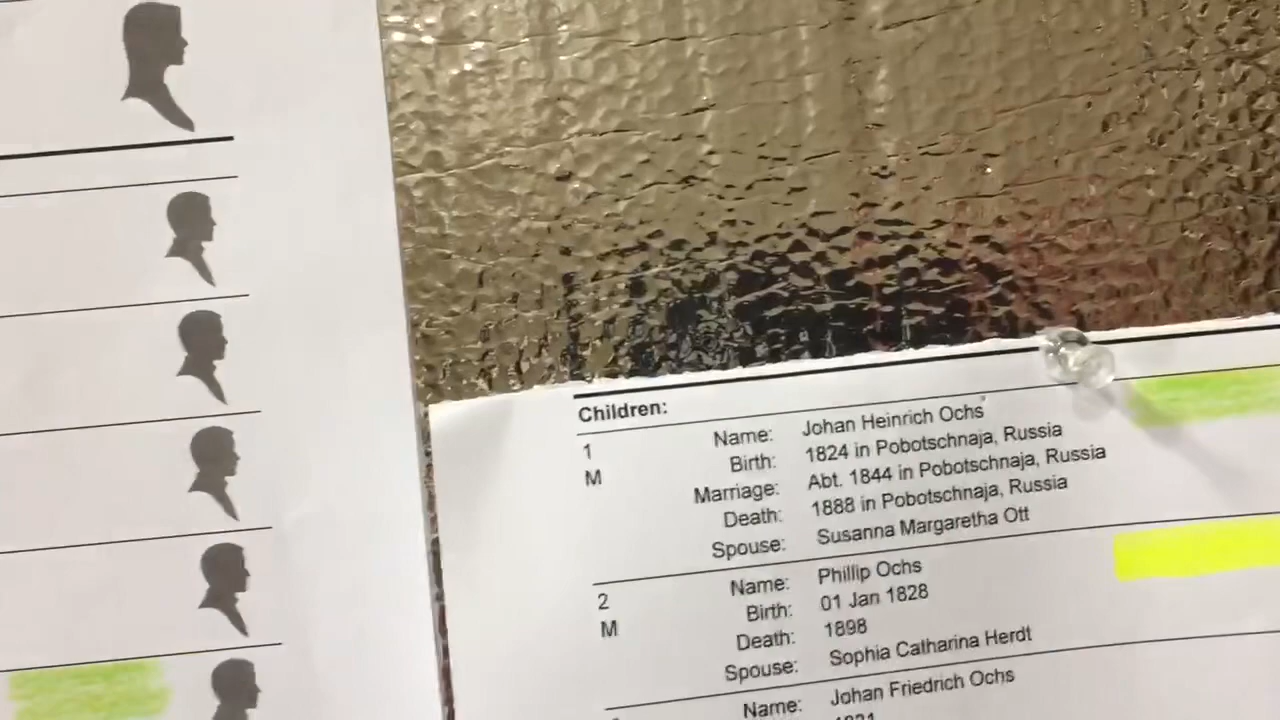 Children:
1
M
Name: Johan Heinrich Ochs
Birth: 1824 in Pobotschnaja, Russia
Marriage: Abt. 1844 in Pobotschnaja, Russia
Death: 1888 in Pobotschnaja, Russia
Spouse: Susanna Margaretha Ott
2
M
Name: Phillip Ochs
Birth: 01 Jan 1828
Death: 1898
Spouse: Sophia Catharina Herdt
Name: Johan Friedrich Ochs